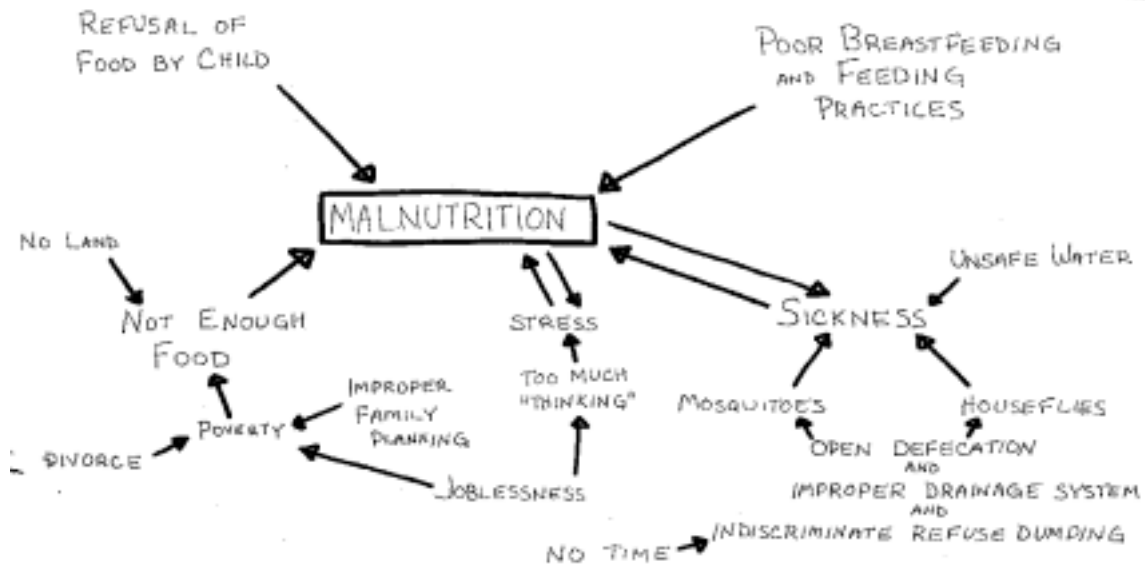 REFUSAL OF
FOOD BY CHILD
POOR BREASTFEEDING
AND FEEDING
PRACTICES
MALNUTRITION
NO LAND
UNSAFE WATER
NOT ENOUGH
FOOD
STRESS
SICKNESS
TOO MUCH
"THINKING"
IMPROPER
FAMILY
PLANKING
MOSQUITOES
HOUSEFLIES
POVERTY
DIVORCE
JOBLESSNESS
OPEN DEFECATION
AND
IMPROPER DRAINAGE SYSTEM
AND
INDISCRIMINATE REFUSE DUMPING
NO TIME